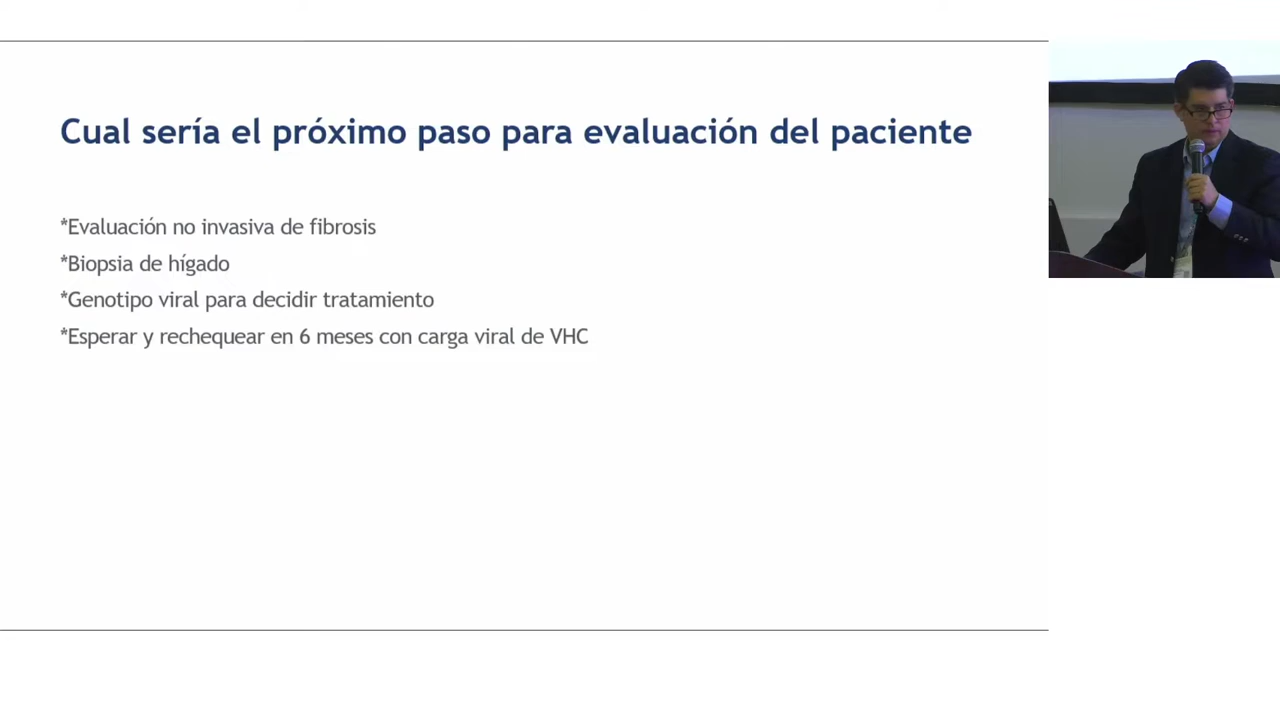 Cual sería el próximo paso para evaluación del paciente
*Evaluación no invasiva de fibrosis
*Biopsia de hígado
*Genotipo viral para decidir tratamiento
*Esperar y rechequear en 6 meses con carga viral de VHC